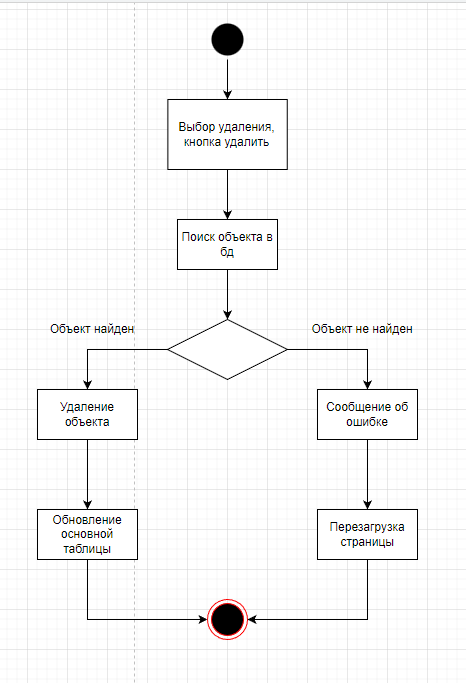 Выбор удаления,
кнопка удалить
Поиск объекта в
бд
Объект найден
Объект не найден
Удаление
объекта
Сообщение об
ошибке
Обновление
основной
таблицы
Перезагрузка
страницы